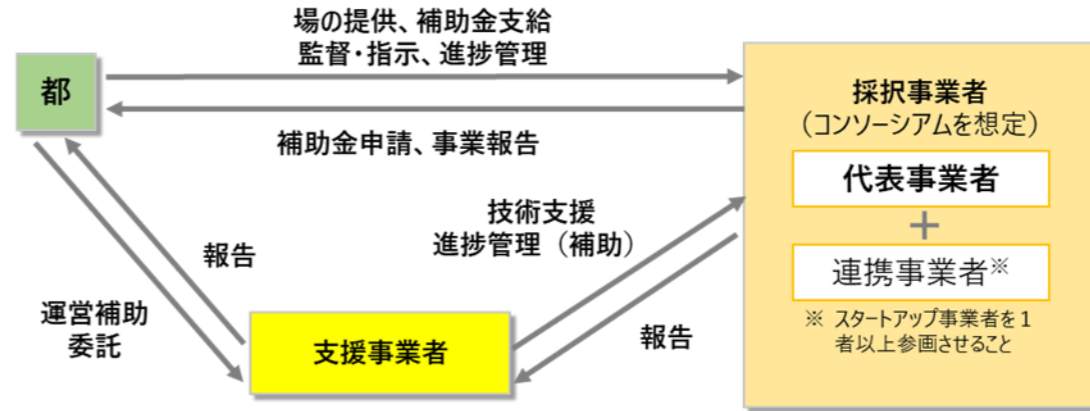 場の提供、補助金支給
監督・指示、進捗管理
都
補助金申請、事業報告
採択事業者
（コンソーシアムを想定）
代表事業者
＋
連携事業者※
※ スタートアップ事業者を1
者以上参画させること
技術支援
進捗管理（補助）
報告
運営補助
委託
支援事業者
報告